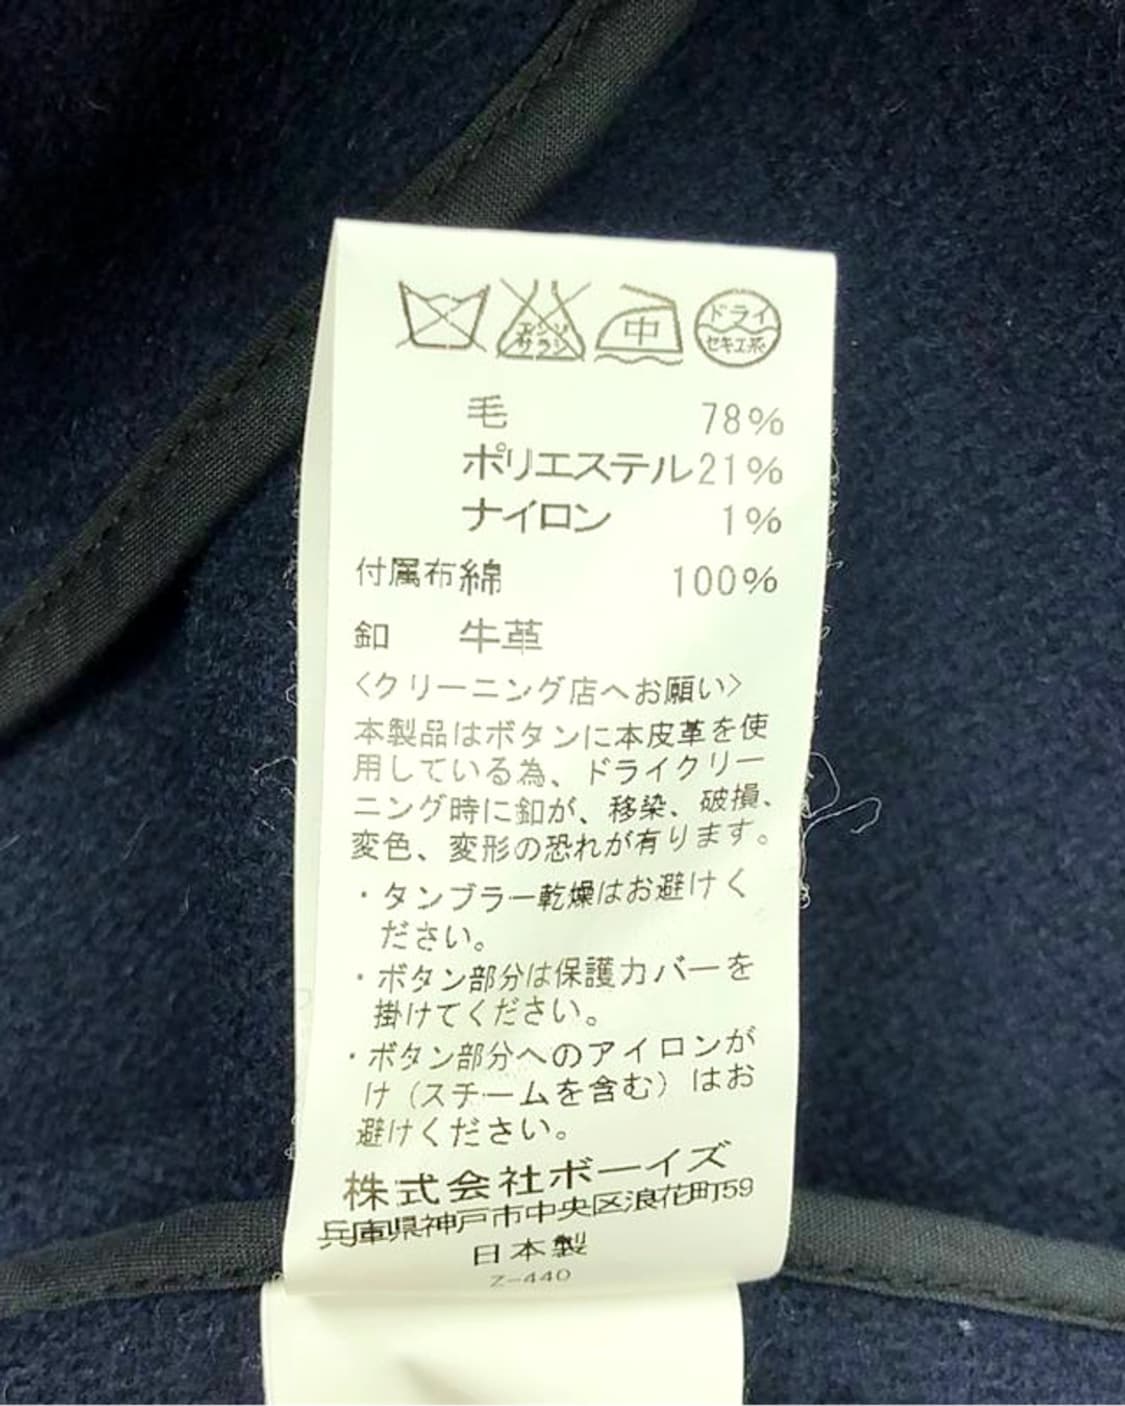 エンソ
サラシ
中
ドライ
セキユ系
毛 78%
ポリエステル 21%
ナイロン 1%
付属布 綿 100%
釦 牛革
〈クリーニング店へお願い〉
本製品はボタンに本皮革を使
用している為、ドライクリー
ニング時に釦が、移染、破損、
変色、変形の恐れが有ります。
・タンブラー乾燥はお避けく
ださい。
・ボタン部分は保護カバーを
掛けてください。
・ボタン部分へのアイロンが
け（スチームを含む）はお
避けください。
株式会社ボーイズ
兵庫県神戸市中央区浪花町59
日本製
Z-440